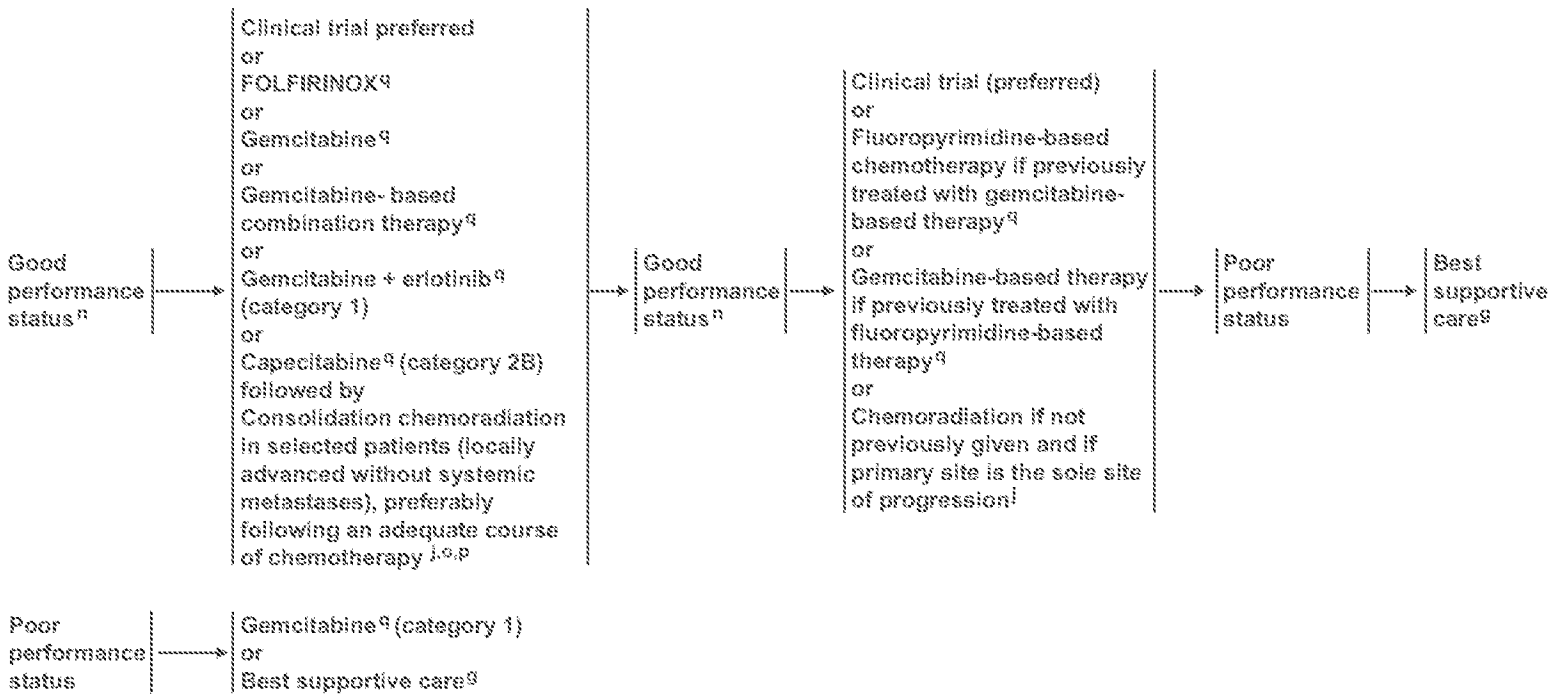 Good
performance
statusⁿ
Clinical trial preferred
or
FOLFIRINOX^q
or
Gemcitabine^q
or
Gemcitabine- based
combination therapy^q
or
Gemcitabine + erlotinib^q
(category 1)
or
Capecitabine^q (category 2B)
followed by
Consolidation chemoradiation
in selected patients (locally
advanced without systemic
metastases), preferably
following an adequate course
of chemotherapy ^j,o,p
Good
performance
statusⁿ
Clinical trial (preferred)
or
Fluoropyrimidine-based
chemotherapy if previously
treated with gemcitabine-
based therapy^q
or
Gemcitabine-based therapy
if previously treated with
fluoropyrimidine-based
therapy^q
or
Chemoradiation if not
previously given and if
primary site is the sole site
of progression^j
Poor
performance
status
Best
supportive
care^g
Poor
performance
status
Gemcitabine^q (category 1)
or
Best supportive care^g